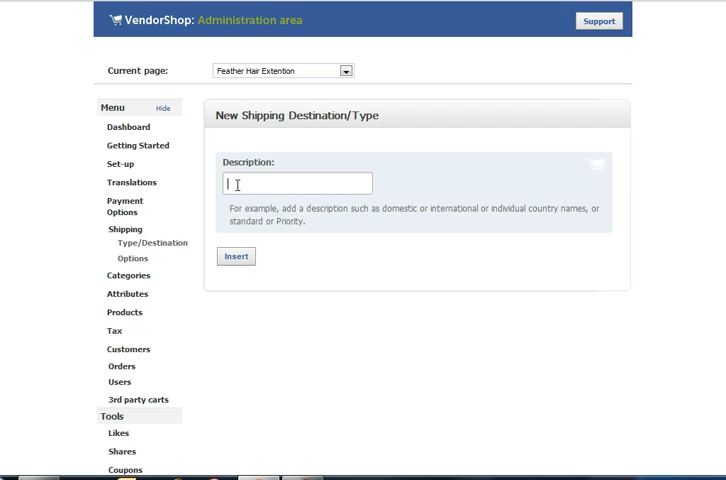 VendorShop: Administration area
Support
Current page:
Feather Hair Extention
Menu
Hide
Dashboard
Getting Started
Set-up
Translations
Payment
Options
Shipping
Type/Destination
Options
Categories
Attributes
Products
Tax
Customers
Orders
Users
3rd party carts
Tools
Likes
Shares
Coupons
New Shipping Destination/Type
Description:
For example, add a description such as domestic or international or individual country names, or
standard or Priority.
Insert